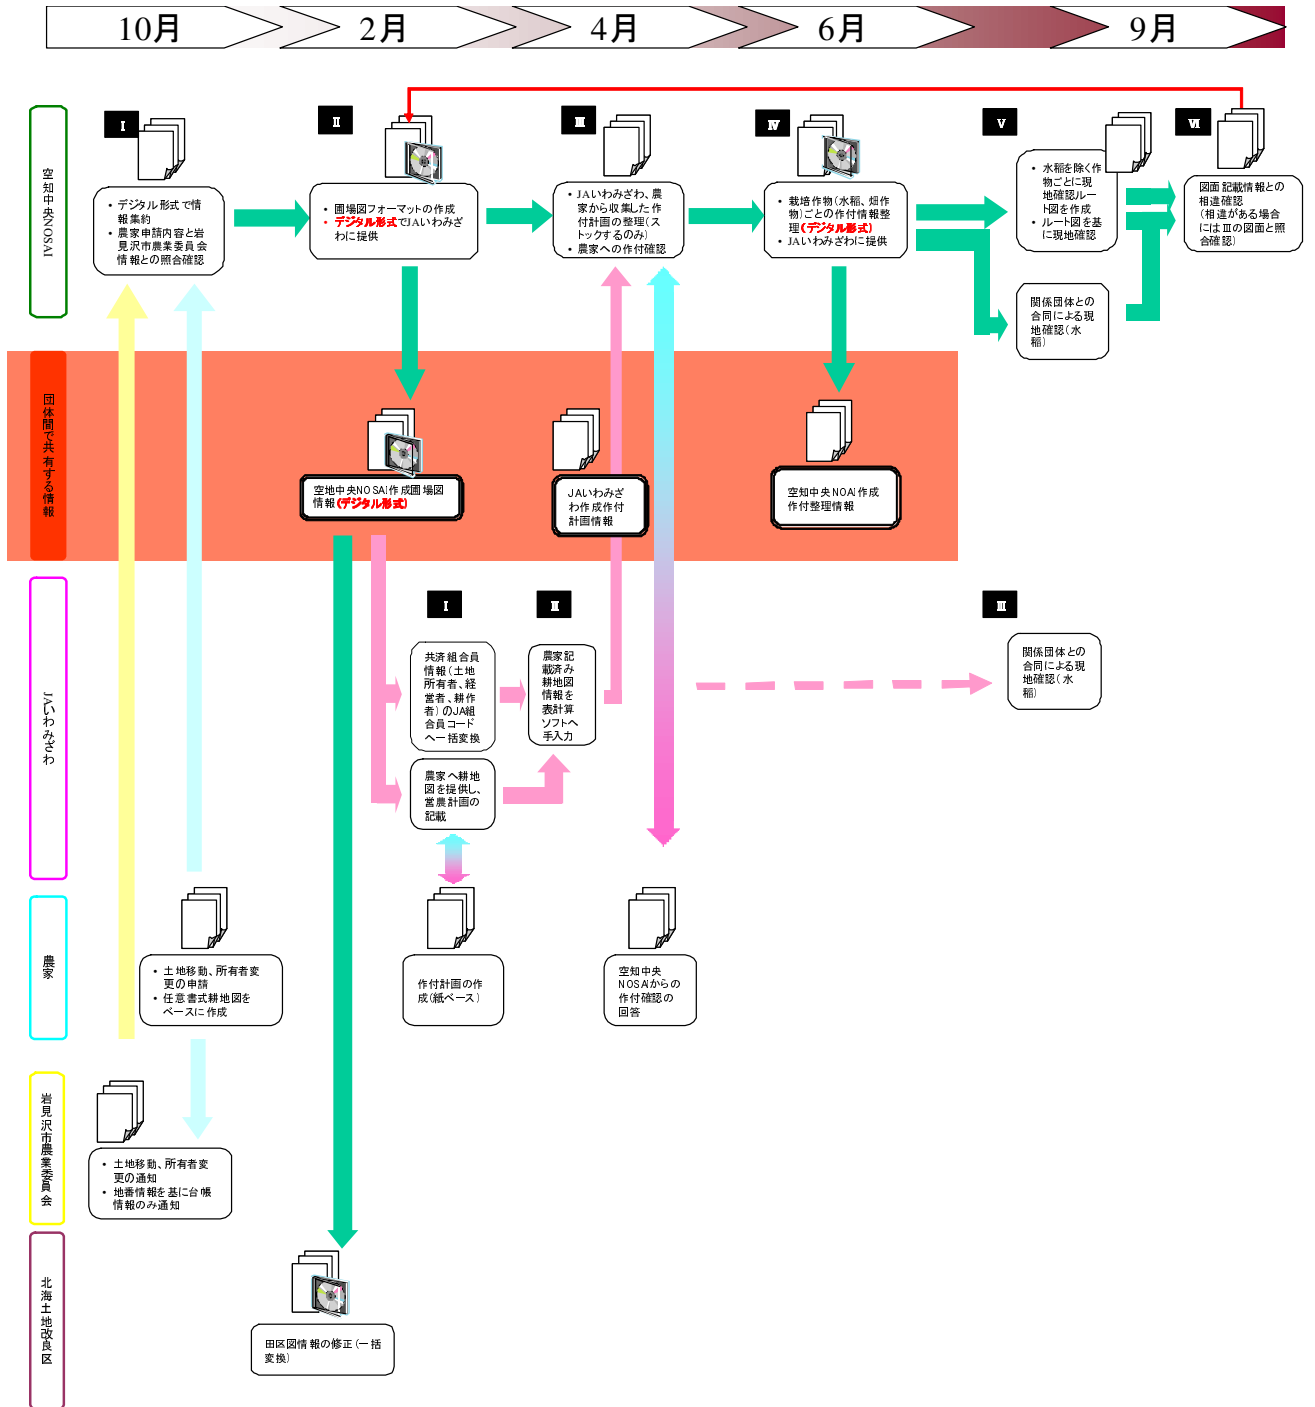 10月
2月
4月
6月
9月
空知中央NOSAI
I
II
III
IV
V
VI
• デジタル形式で情
報集約
• 農家申請内容と岩
見沢市農業委員会
情報との照合確認
• 圃場図フォーマットの作成
• デジタル形式でJAいわみざ
わに提供
• JAいわみざわ、農
家から収集した作
付計画の整理(ス
トックするのみ)
• 農家への作付確認
• 栽培作物(水稲、畑作
物)ごとの作付情報整
理(デジタル形式)
• JAいわみざわに提供
• 水稲を除く作
物ごとに現
地確認ルー
ト図を作成
• ルート図を基
に現地確認
図面記載情報との
相違確認
(相違がある場合
にはⅢの図面と照
合確認)
関係団体との
合同による現
地確認(水
稲)
団体間で共有する情報
空地中央NOSAI作成圃場図
情報(デジタル形式)
JAいわみざ
わ作成作付
計画情報
空知中央NOAI作成
作付整理情報
JAいわみざわ
I
II
III
共済組合員
情報(土地
所有者、経
営者、耕作
者)のJA組
合員コード
へ一括変換
農家記
載済み
耕地図
情報を
表計算
ソフトへ
手入力
関係団体との
合同による現
地確認(水
稲)
農家へ耕地
図を提供し、
営農計画の
記載
農家
• 土地移動、所有者変
更の申請
• 任意書式耕地図を
ベースに作成
作付計画の作
成(紙ベース)
空知中央
NOSAIからの
作付確認の
回答
岩見沢市農業委員会
• 土地移動、所有者変
更の通知
• 地番情報を基に台帳
情報のみ通知
北海土地改良区
田区図情報の修正(一括
変換)